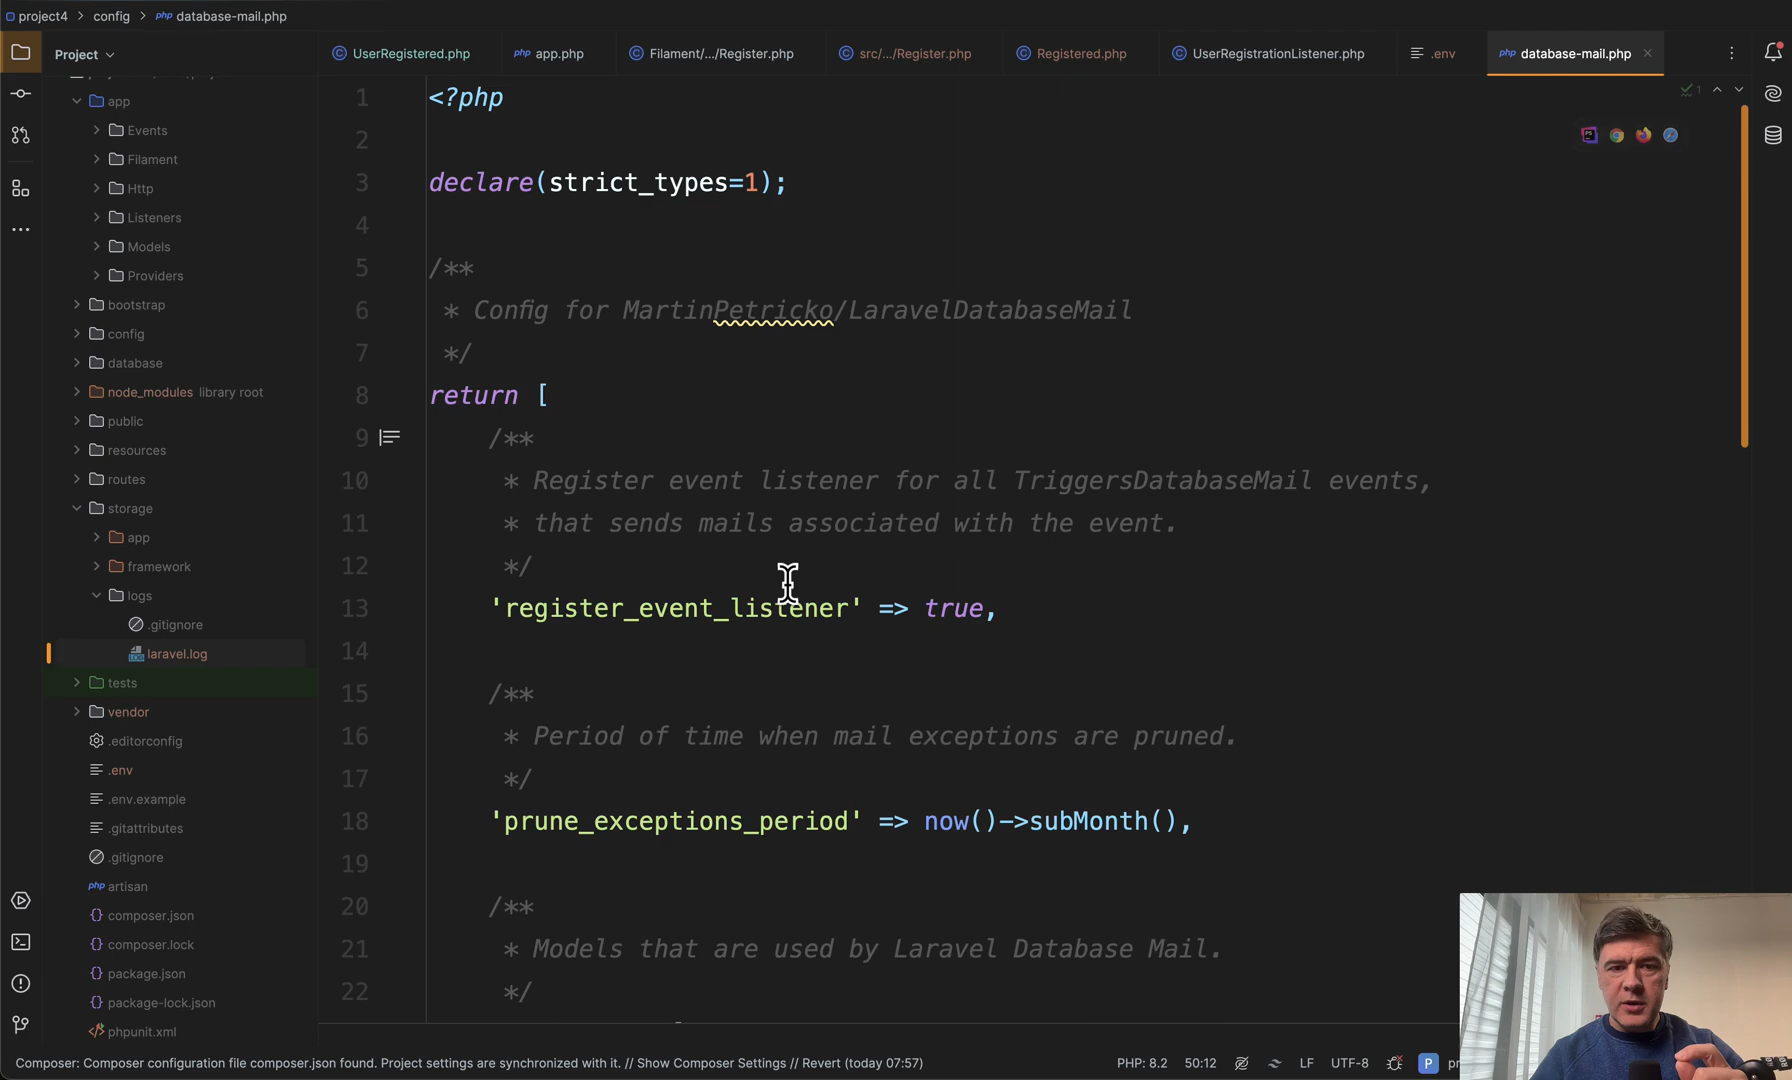 project4 > config > php database-mail.php
Project
UserRegistered.php
php app.php
Filament/.../Register.php
src/.../Register.php
Registered.php
UserRegistrationListener.php
.env
php database-mail.php
app
Events
Filament
Http
Listeners
Models
Providers
bootstrap
config
database
node_modules library root
public
resources
routes
storage
app
framework
logs
.gitignore
laravel.log
tests
vendor
.editorconfig
.env
.env.example
.gitattributes
.gitignore
php artisan
composer.json
composer.lock
package.json
package-lock.json
phpunit.xml
1
1 <?php
2
3 declare(strict_types=1);
4
5 /**
6 * Config for MartinPetricko/LaravelDatabaseMail
7 */
8 return [
9 /**
10 * Register event listener for all TriggersDatabaseMail events,
11 * that sends mails associated with the event.
12 */
13 'register_event_listener' => true,
14
15 /**
16 * Period of time when mail exceptions are pruned.
17 */
18 'prune_exceptions_period' => now()->subMonth(),
19
20 /**
21 * Models that are used by Laravel Database Mail.
22 */
Composer: Composer configuration file composer.json found. Project settings are synchronized with it. // Show Composer Settings // Revert (today 07:57)
PHP: 8.2 50:12 LF UTF-8 P